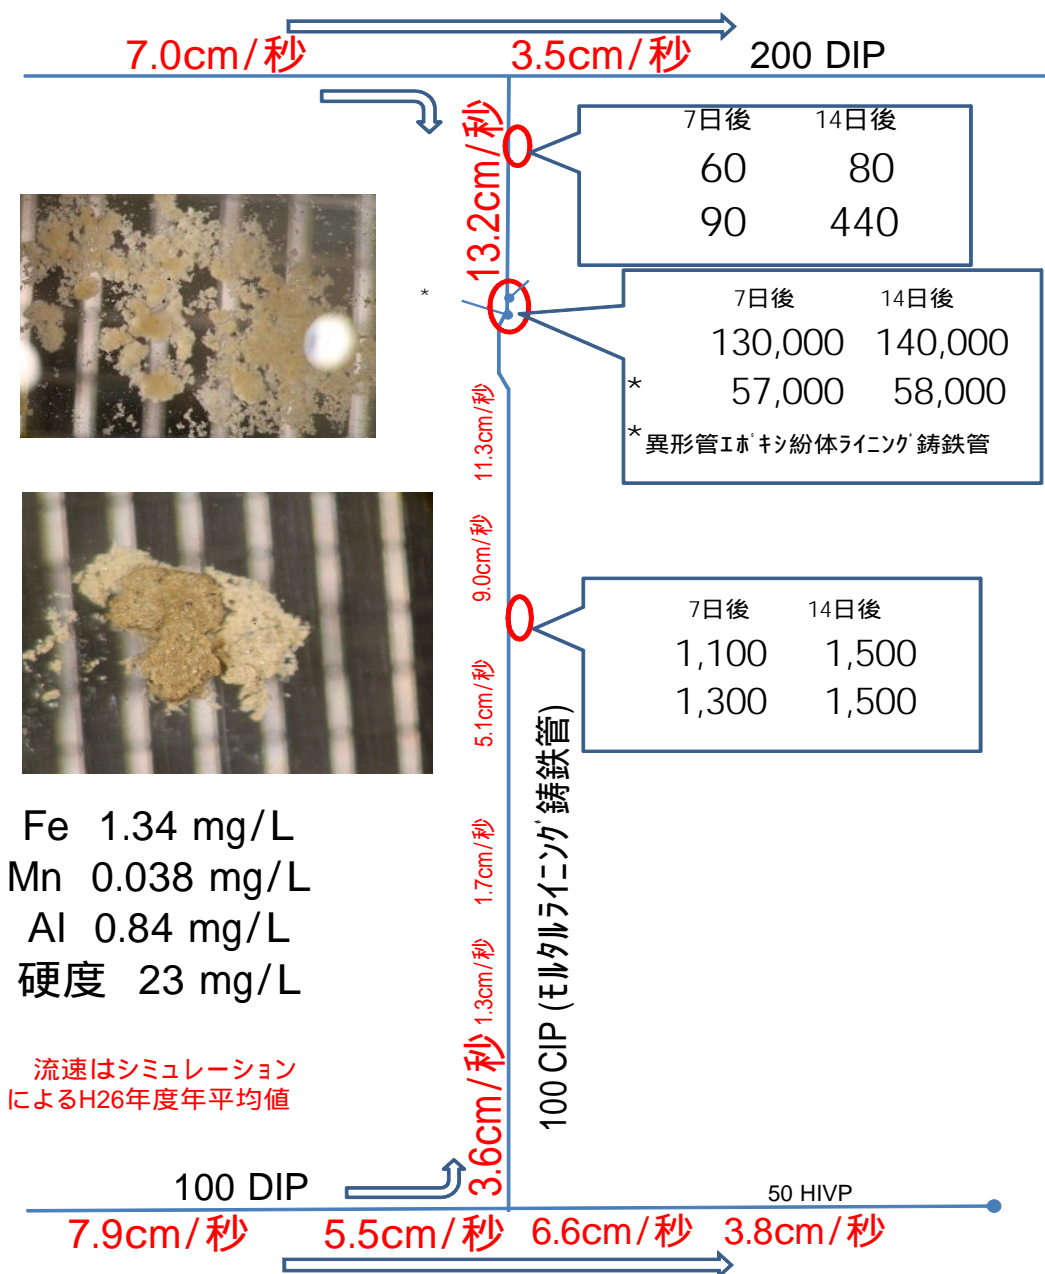 7.0cm/秒 3.5cm/秒 200 DIP
13.2cm/秒
7日後 14日後
60 80
90 440
*
7日後 14日後
130,000 140,000
* 57,000 58,000
*異形管エポキシ紛体ライニング鋳鉄管
11.3cm/秒
9.0cm/秒
7日後 14日後
1,100 1,500
1,300 1,500
5.1cm/秒
100 CIP (モルタルライニング鋳鉄管)
1.7cm/秒
1.3cm/秒
3.6cm/秒
Fe 1.34 mg/L
Mn 0.038 mg/L
Al 0.84 mg/L
硬度 23 mg/L
流速はシミュレーション
によるH26年度年平均値
100 DIP
50 HIVP
7.9cm/秒 5.5cm/秒 6.6cm/秒 3.8cm/秒